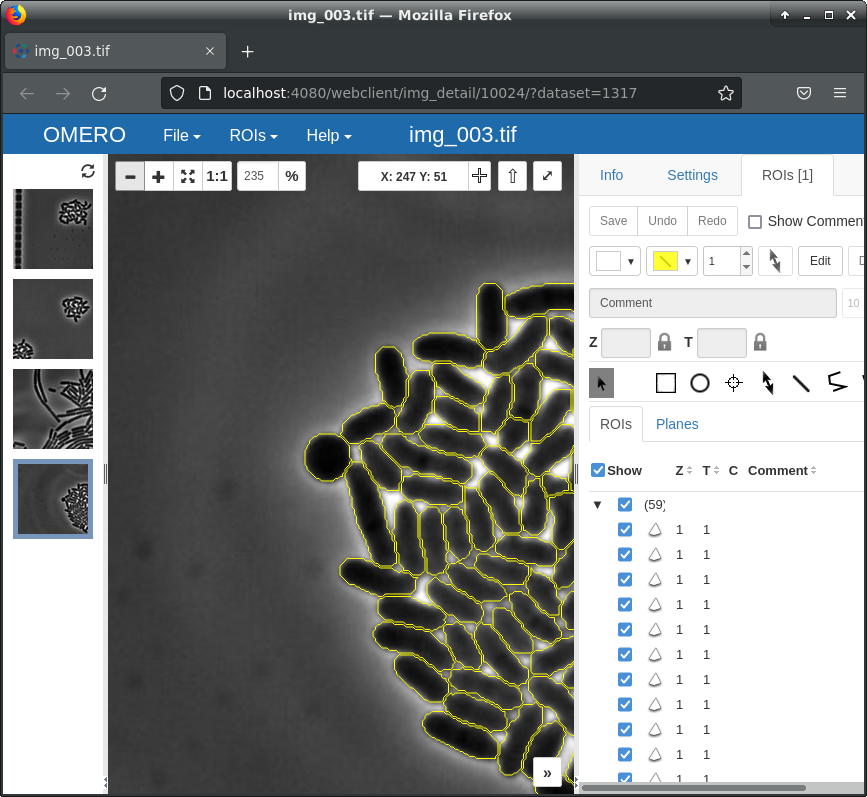 img_003.tif — Mozilla Firefox
img_003.tif
localhost:4080/webclient/img_detail/10024/?dataset=1317
OMERO File ROIs Help img_003.tif
1:1 235 % X: 247 Y: 51
Info Settings ROIs [1]
Save Undo Redo Show Commen
1 Edit D
Comment 10
Z T
ROIs Planes
Show Z T C Comment
(59)
1 1
1 1
1 1
1 1
1 1
1 1
1 1
1 1
1 1
1 1
1 1
»